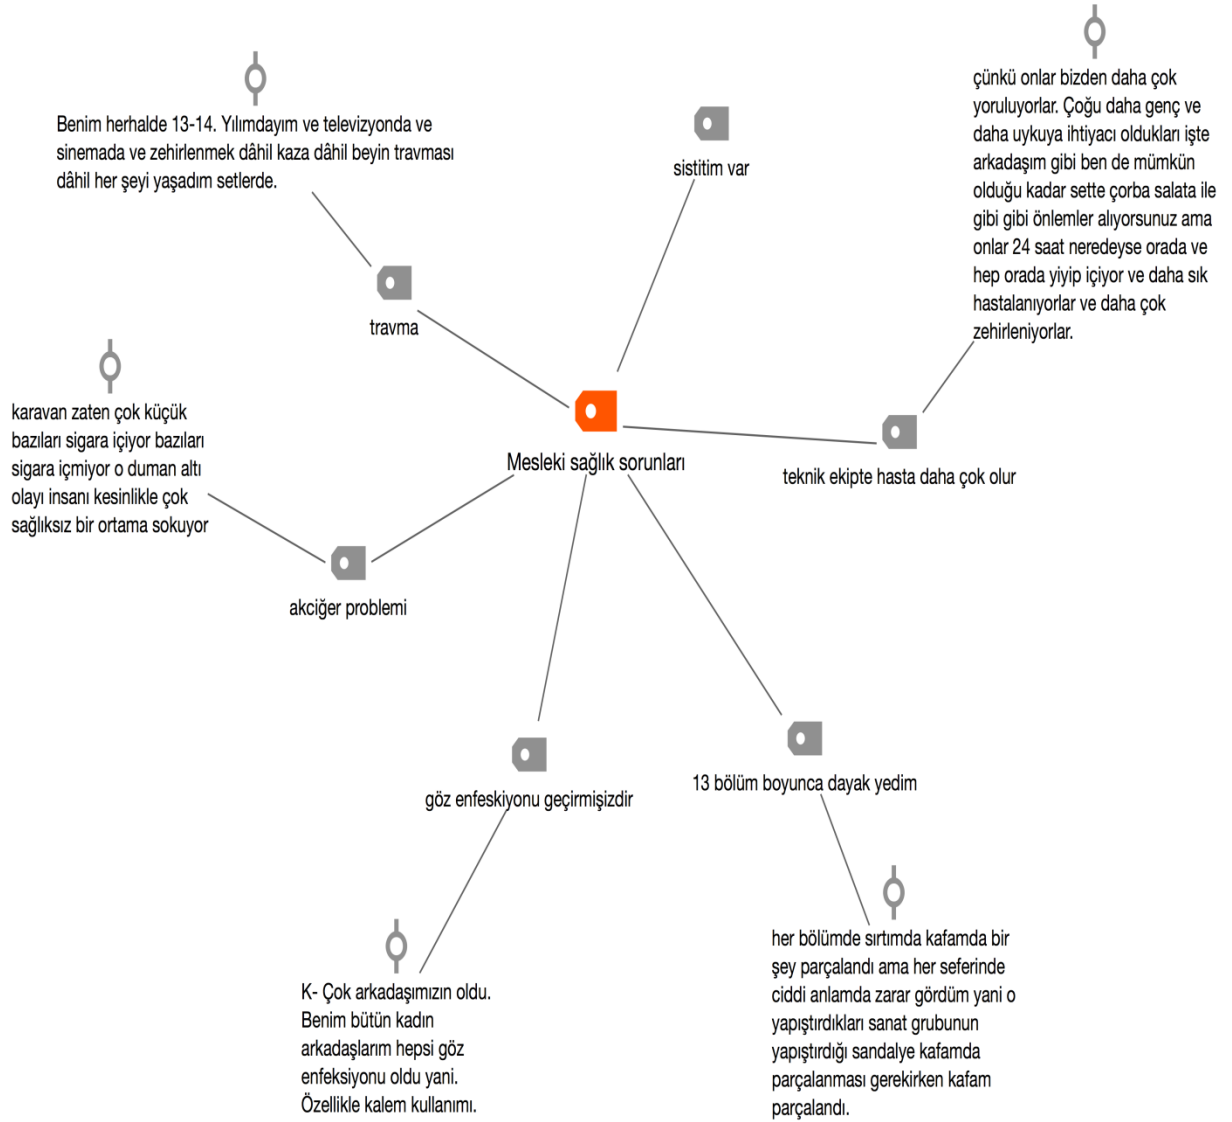 Benim herhalde 13-14. Yılımdayım ve televizyonda ve
sinemada ve zehirlenmek dâhil kaza dâhil beyin travması
dâhil her şeyi yaşadım setlerde.
travma
sistitim var
çünkü onlar bizden daha çok
yoruluyorlar. Çoğu daha genç ve
daha uykuya ihtiyacı oldukları işte
arkadaşım gibi ben de mümkün
olduğu kadar sette çorba salata ile
gibi gibi önlemler alıyorsunuz ama
onlar 24 saat neredeyse orada ve
hep orada yiyip içiyor ve daha sık
hastalanıyorlar ve daha çok
zehirleniyorlar.
teknik ekipte hasta daha çok olur
Mesleki sağlık sorunları
karavan zaten çok küçük
bazıları sigara içiyor bazıları
sigara içmiyor o duman altı
olayı insanı kesinlikle çok
sağlıksız bir ortama sokuyor
akciğer problemi
göz enfeskiyonu geçirmişizdir
K- Çok arkadaşımızın oldu.
Benim bütün kadın
arkadaşlarım hepsi göz
enfeksiyonu oldu yani.
Özellikle kalem kullanımı.
13 bölüm boyunca dayak yedim
her bölümde sırtımda kafamda bir
şey parçalandı ama her seferinde
ciddi anlamda zarar gördüm yani o
yapıştırdıkları sanat grubunun
yapıştırdığı sandalye kafamda
parçalanması gerekirken kafam
parçalandı.